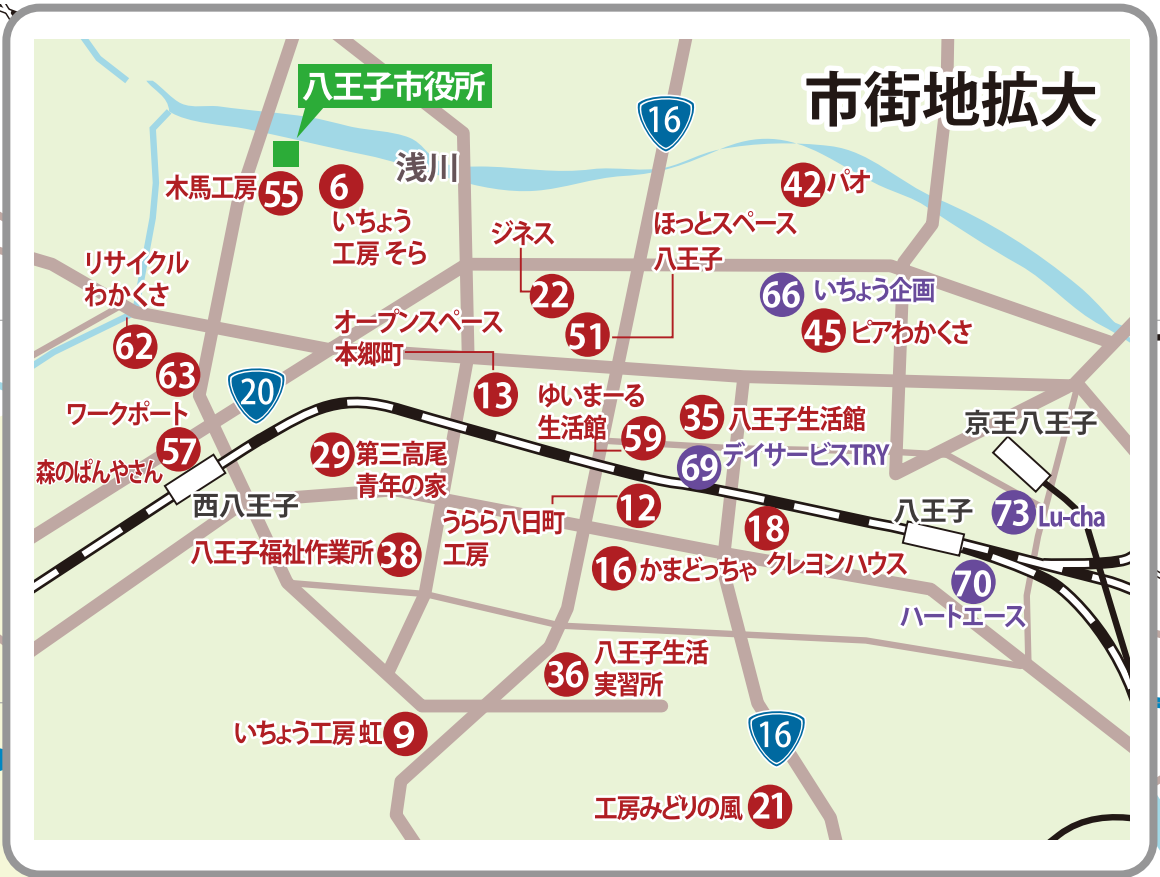 八王子市役所
市街地拡大
16
浅川
木馬工房
55
6
42
パオ
いちょう
工房 そら
ジネス
ほっとスペース
八王子
リサイクル
わかくさ
22
66
いちょう企画
51
45
ピアわかくさ
オープンスペース
本郷町
62
63
20
13
ゆいまーる
生活館
59
35
八王子生活館
ワークポート
57
京王八王子
森のぱんやさん
29
第三高尾
青年の家
69
デイサービスTRY
西八王子
12
うらら八日町
工房
18
八王子
73
Lu-cha
八王子福祉作業所
38
16
かまどっちゃ
クレヨンハウス
70
ハートエース
36
八王子生活
実習所
いちょう工房 虹
9
16
工房みどりの風
21